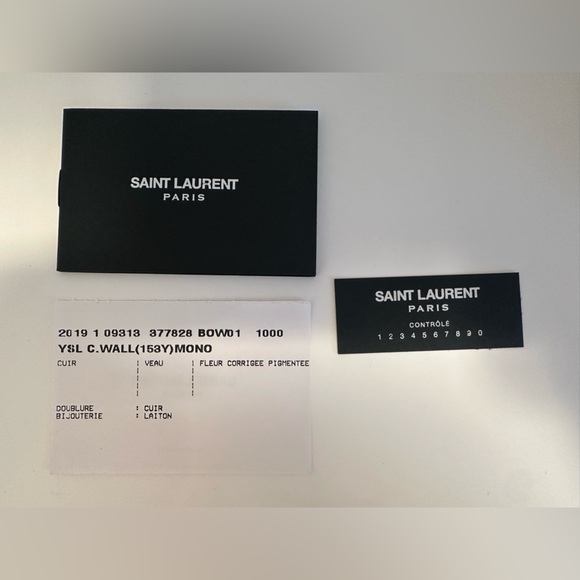 SAINT LAURENT
PARIS
SAINT LAURENT
PARIS
CONTRÔLÉ
1 2 3 4 5 6 7 8 9 0
2019 1 09313 377828 BOW01 1000
YSL C.WALL(153Y)MONO
CUIR ¦ VEAU ¦ FLEUR CORRIGEE PIGMENTEE
DOUBLURE : CUIR
BIJOUTERIE : LAITON